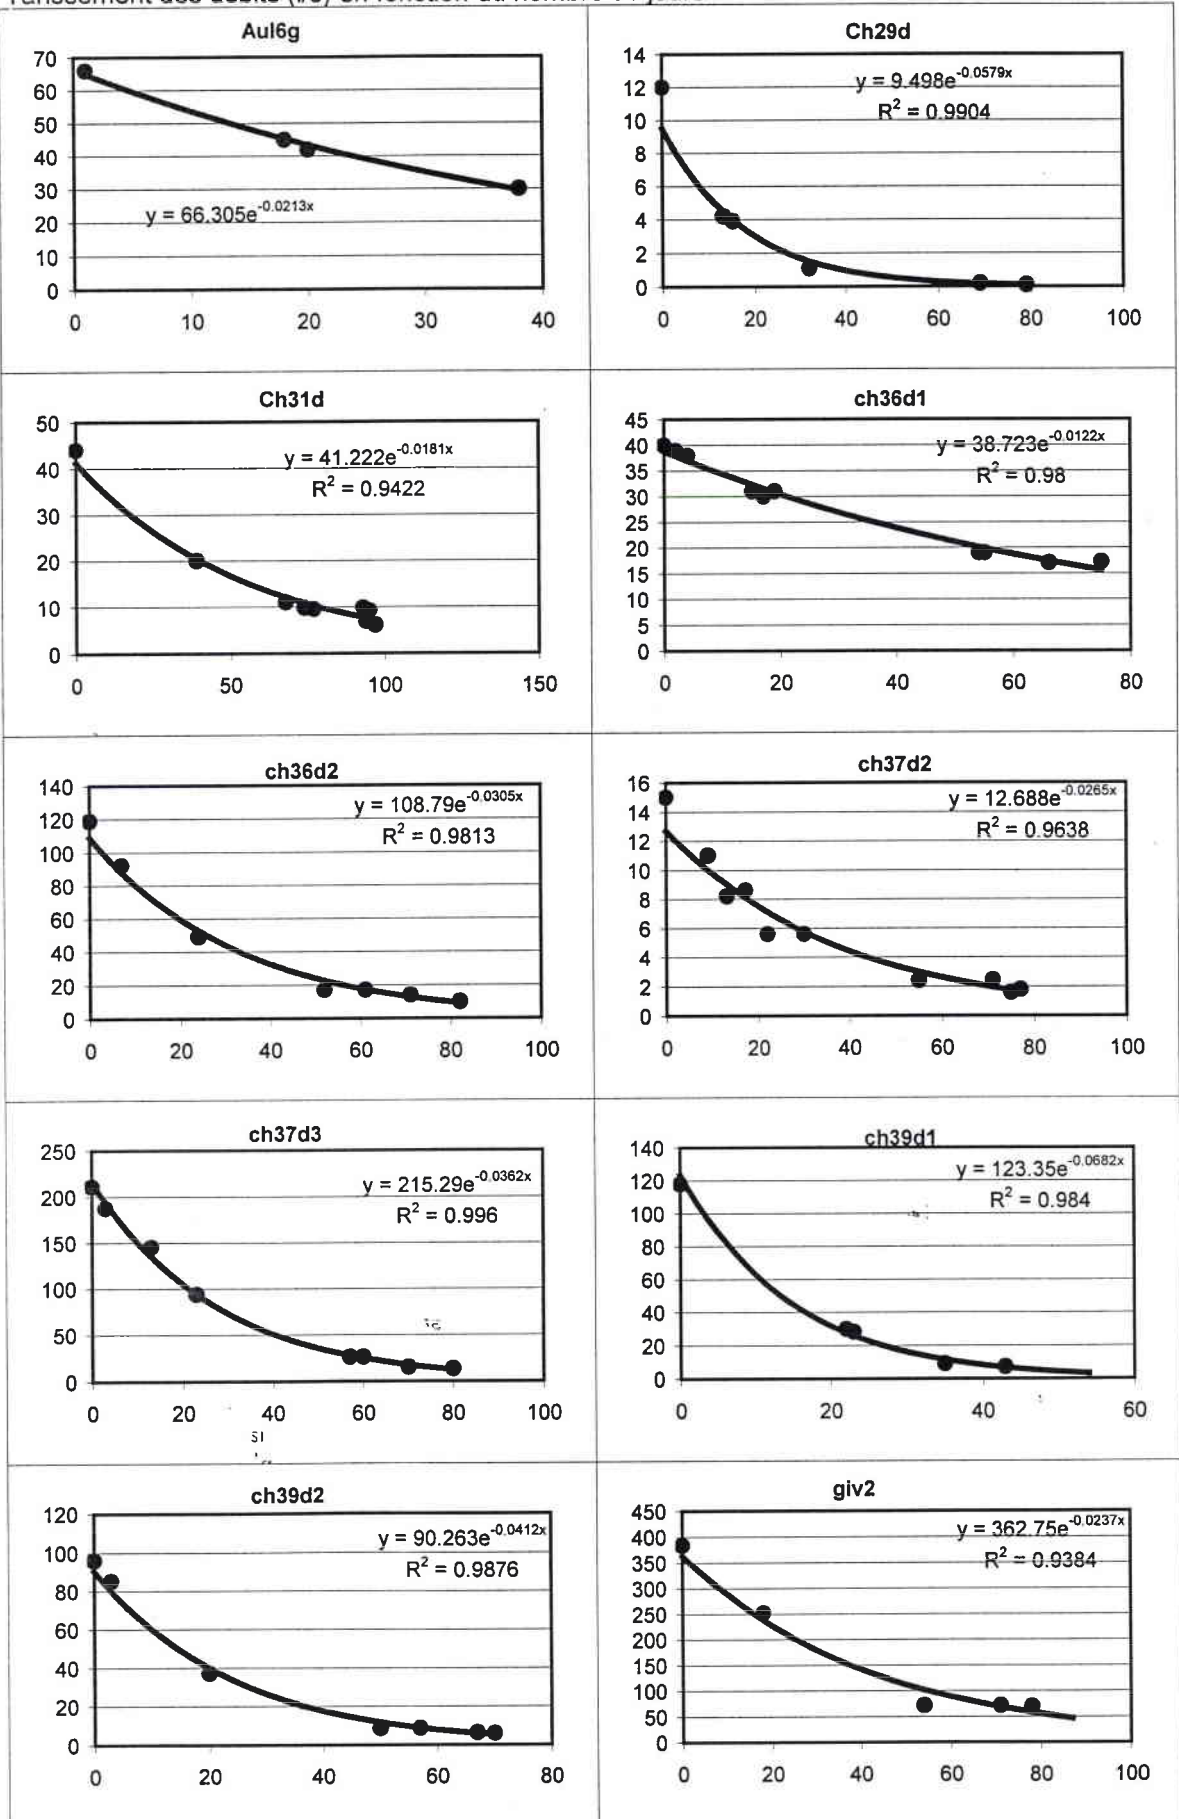 Tarissement des débits (l/s) en fonction du nombre
Aul6g
70
60
50
40
30
20
10
0
y = 66.305e^-0.0213x
0 10 20 30 40
Ch29d
14
12
10
8
6
4
2
0
y = 9.498e^-0.0579x
R² = 0.9904
0 20 40 60 80 100
Ch31d
50
40
30
20
10
0
y = 41.222e^-0.0181x
R² = 0.9422
0 50 100 150
ch36d1
45
40
35
30
25
20
15
10
5
0
y = 38.723e^-0.0122x
R² = 0.98
0 20 40 60 80
ch36d2
140
120
100
80
60
40
20
0
y = 108.79e^-0.0305x
R² = 0.9813
0 20 40 60 80 100
ch37d2
16
14
12
10
8
6
4
2
0
y = 12.688e^-0.0265x
R² = 0.9638
0 20 40 60 80 100
ch37d3
250
200
150
100
50
0
y = 215.29e^-0.0362x
R² = 0.996
0 20 40 60 80 100
ch39d1
140
120
100
80
60
40
20
0
y = 123.35e^-0.0682x
R² = 0.984
0 20 40 60
ch39d2
120
100
80
60
40
20
0
y = 90.263e^-0.0412x
R² = 0.9876
0 20 40 60 80
giv2
450
400
350
300
250
200
150
100
50
0
y = 362.75e^-0.0237x
R² = 0.9384
0 20 40 60 80 100